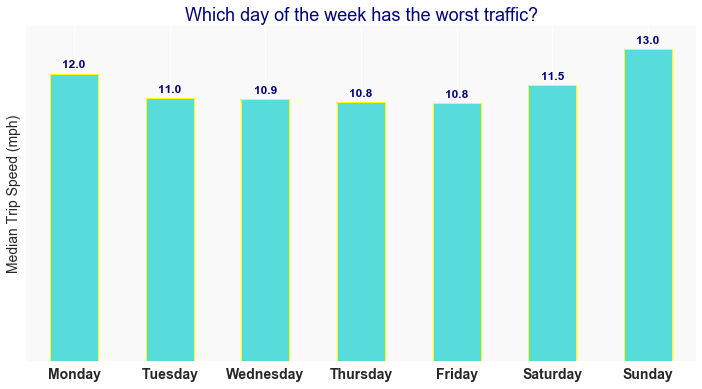 Which day of the week has the worst traffic?
Median Trip Speed (mph)
12.0
11.0
10.9
10.8
10.8
11.5
13.0
Monday
Tuesday
Wednesday
Thursday
Friday
Saturday
Sunday